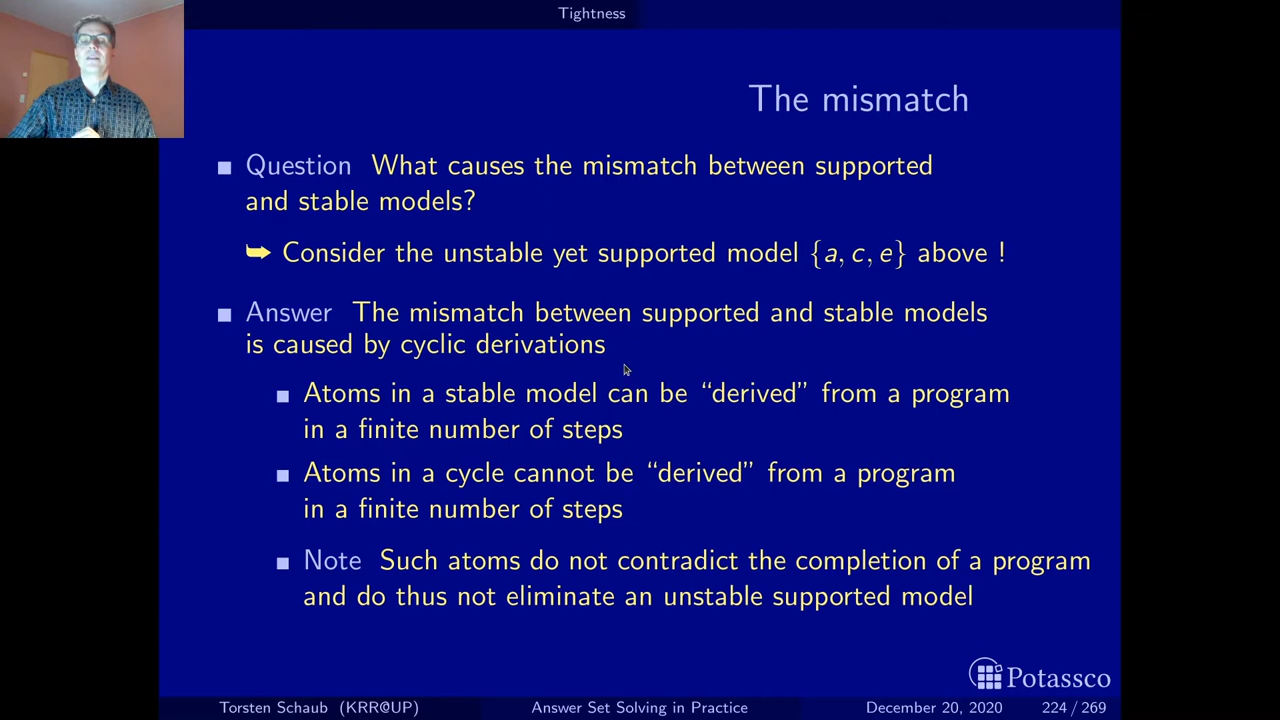 Tightness
The mismatch
Question What causes the mismatch between supported
and stable models?
➥ Consider the unstable yet supported model {a, c, e} above !
Answer The mismatch between supported and stable models
is caused by cyclic derivations
Atoms in a stable model can be “derived” from a program
in a finite number of steps
Atoms in a cycle cannot be “derived” from a program
in a finite number of steps
Note Such atoms do not contradict the completion of a program
and do thus not eliminate an unstable supported model
Potassco
Torsten Schaub (KRR@UP) Answer Set Solving in Practice December 20, 2020 224 / 269